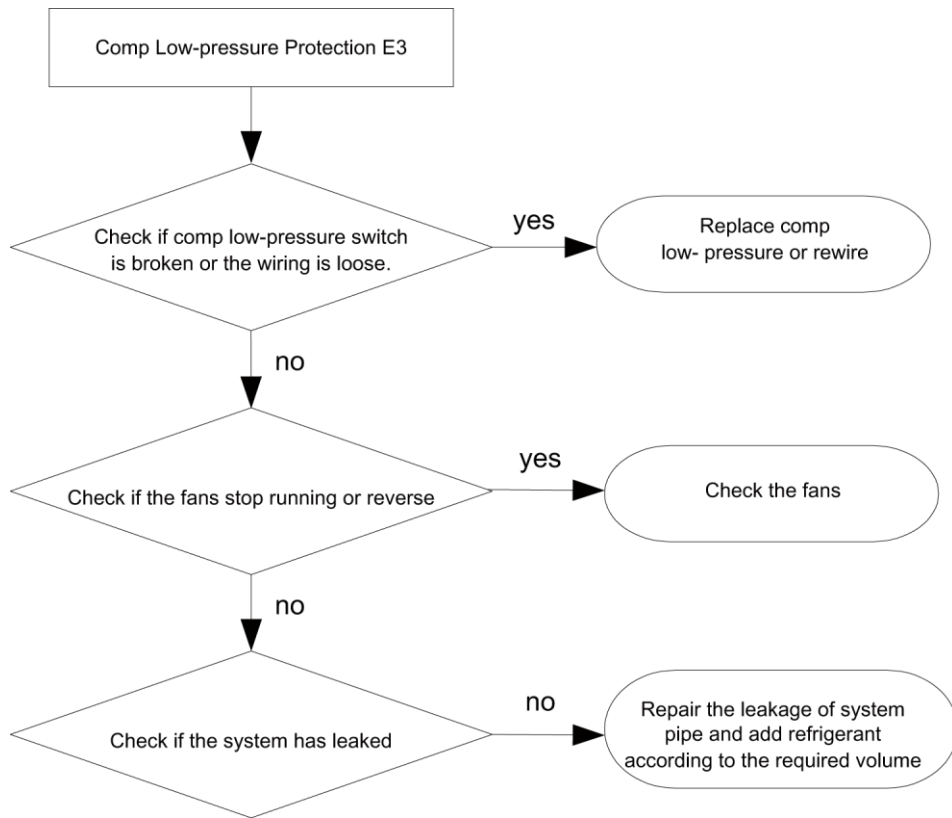 Comp Low-pressure Protection E3
Check if comp low-pressure switch
is broken or the wiring is loose.
yes
Replace comp
low- pressure or rewire
no
Check if the fans stop running or reverse
yes
Check the fans
no
Check if the system has leaked
no
Repair the leakage of system
pipe and add refrigerant
according to the required volume